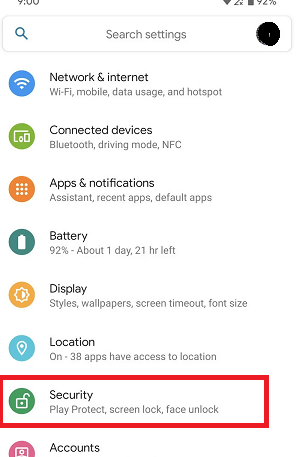 9:00 92%
Search settings
Network & internet
Wi-Fi, mobile, data usage, and hotspot
Connected devices
Bluetooth, driving mode, NFC
Apps & notifications
Assistant, recent apps, default apps
Battery
92% - About 1 day, 21 hr left
Display
Styles, wallpapers, screen timeout, font size
Location
On - 38 apps have access to location
Security
Play Protect, screen lock, face unlock
Accounts